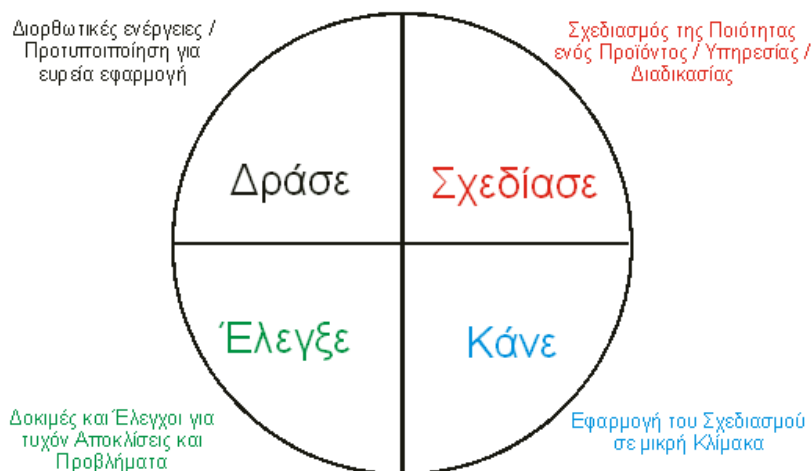 Διορθωτικές ενέργειες /
Προτυποιποποίηση για
ευρεία εφαρμογή
Σχεδιασμός της Ποιότητας
ενός Προϊόντος / Υπηρεσίας /
Διαδικασίας
Δράσε
Σχεδίασε
Έλεγξε
Κάνε
Δοκιμές και Έλεγχοι για
τυχόν Αποκλίσεις και
Προβλήματα
Εφαρμογή του Σχεδιασμού
σε μικρή Κλίμακα